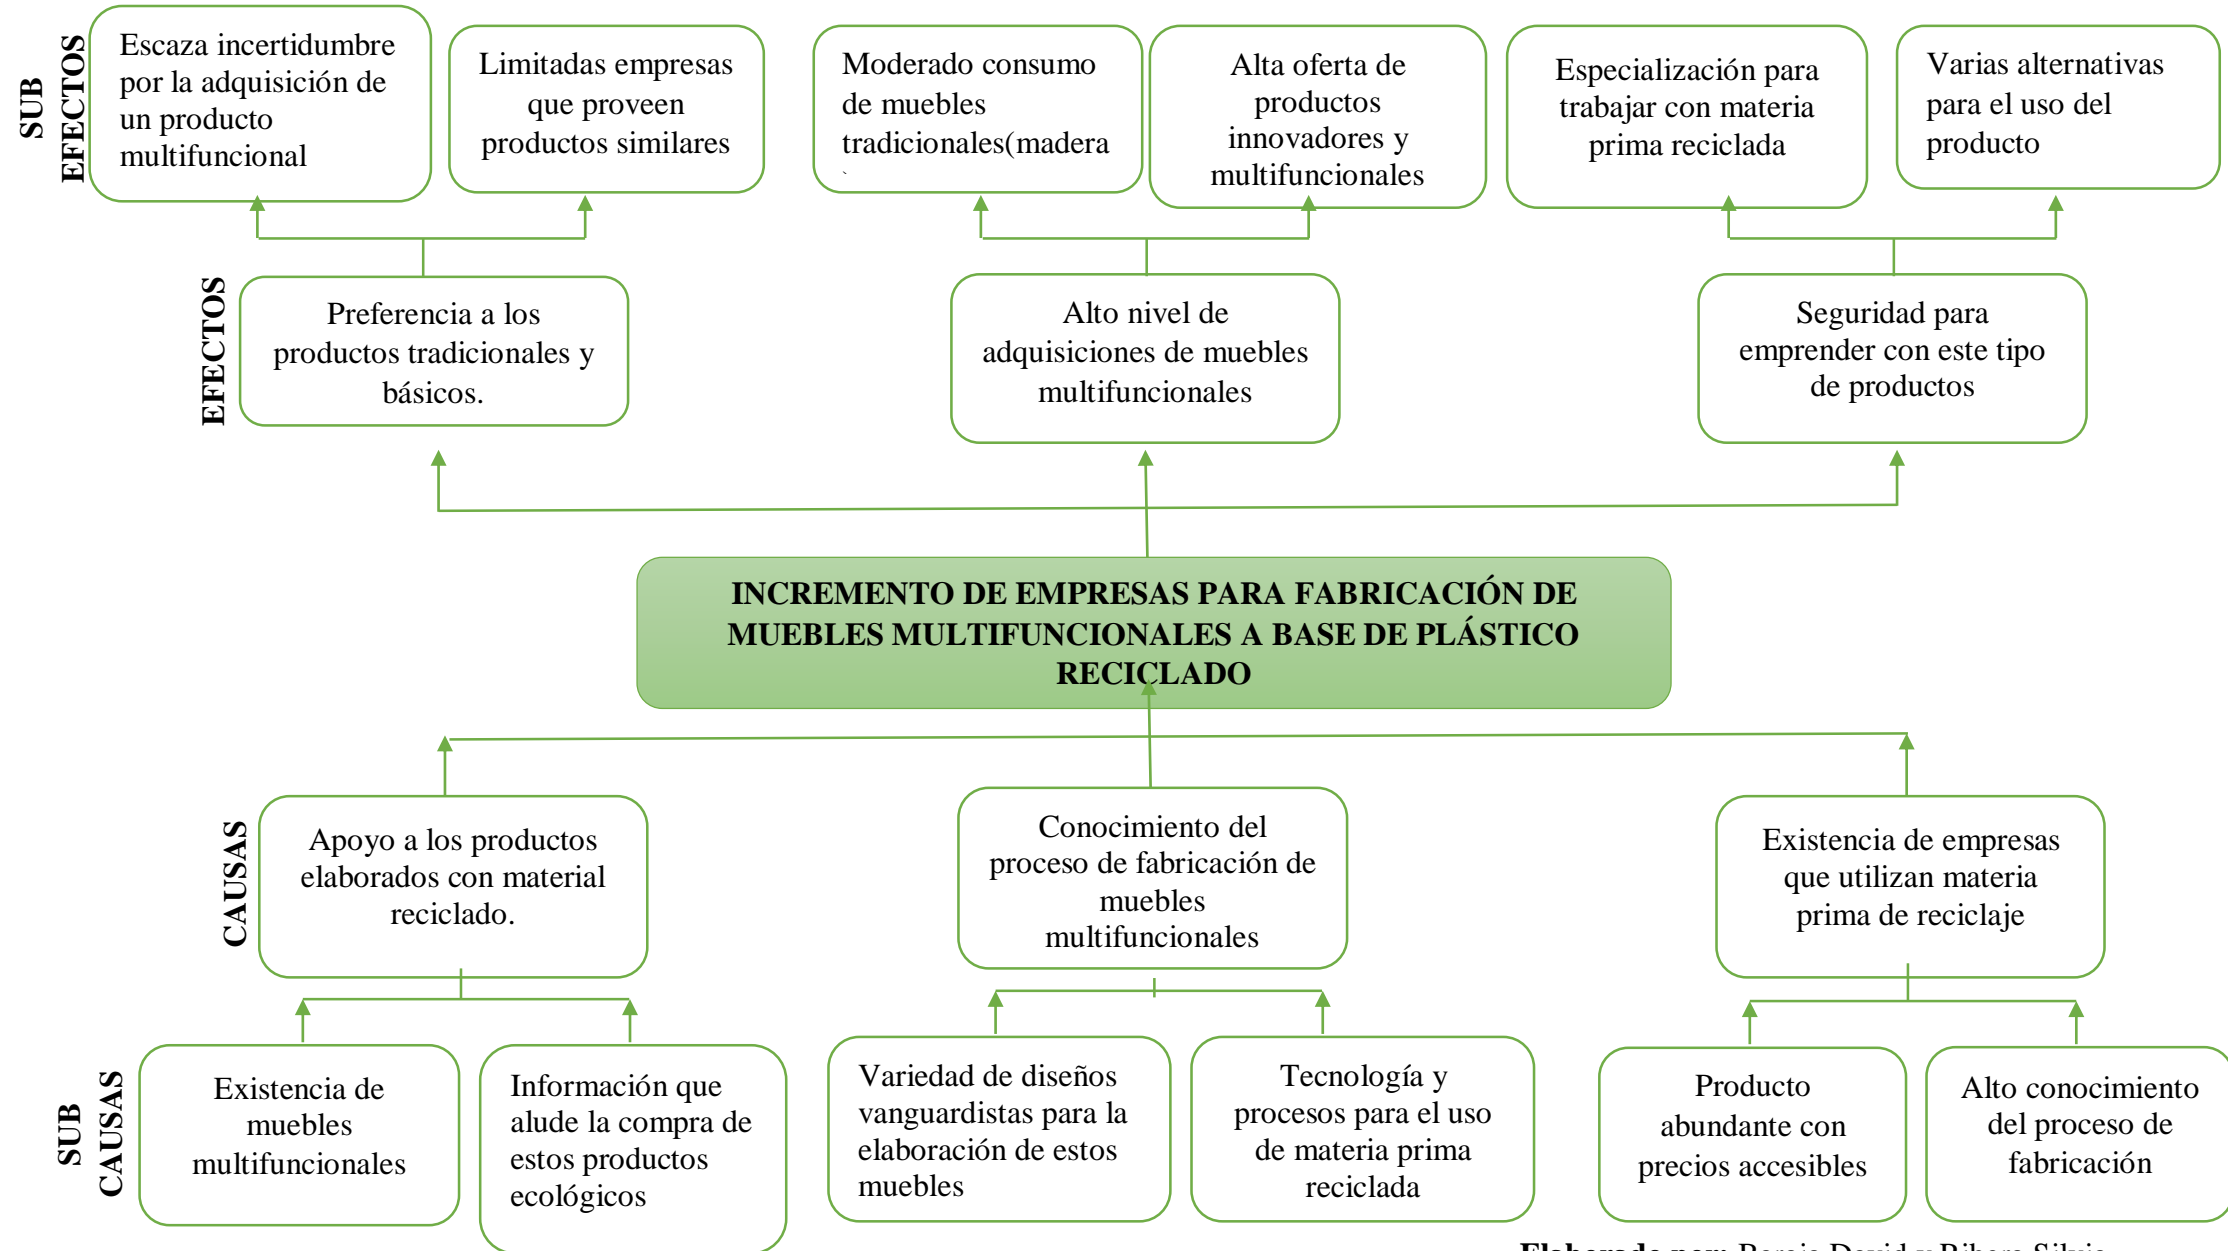 SUB
EFECTOS
Escaza incertidumbre
por la adquisición de
un producto
multifuncional
Limitadas empresas
que proveen
productos similares
Moderado consumo
de muebles
tradicionales(madera
Alta oferta de
productos
innovadores y
multifuncionales
Especialización para
trabajar con materia
prima reciclada
Varias alternativas
para el uso del
producto
EFECTOS
Preferencia a los
productos tradicionales y
básicos.
Alto nivel de
adquisiciones de muebles
multifuncionales
Seguridad para
emprender con este tipo
de productos
INCREMENTO DE EMPRESAS PARA FABRICACIÓN DE
MUEBLES MULTIFUNCIONALES A BASE DE PLÁSTICO
RECICLADO
CAUSAS
Apoyo a los productos
elaborados con material
reciclado.
Conocimiento del
proceso de fabricación de
muebles
multifuncionales
Existencia de empresas
que utilizan materia
prima de reciclaje
SUB
CAUSAS
Existencia de
muebles
multifuncionales
Información que
alude la compra de
estos productos
ecológicos
Variedad de diseños
vanguardistas para la
elaboración de estos
muebles
Tecnología y
procesos para el uso
de materia prima
reciclada
Producto
abundante con
precios accesibles
Alto conocimiento
del proceso de
fabricación
Elaborado por: David y Silvia